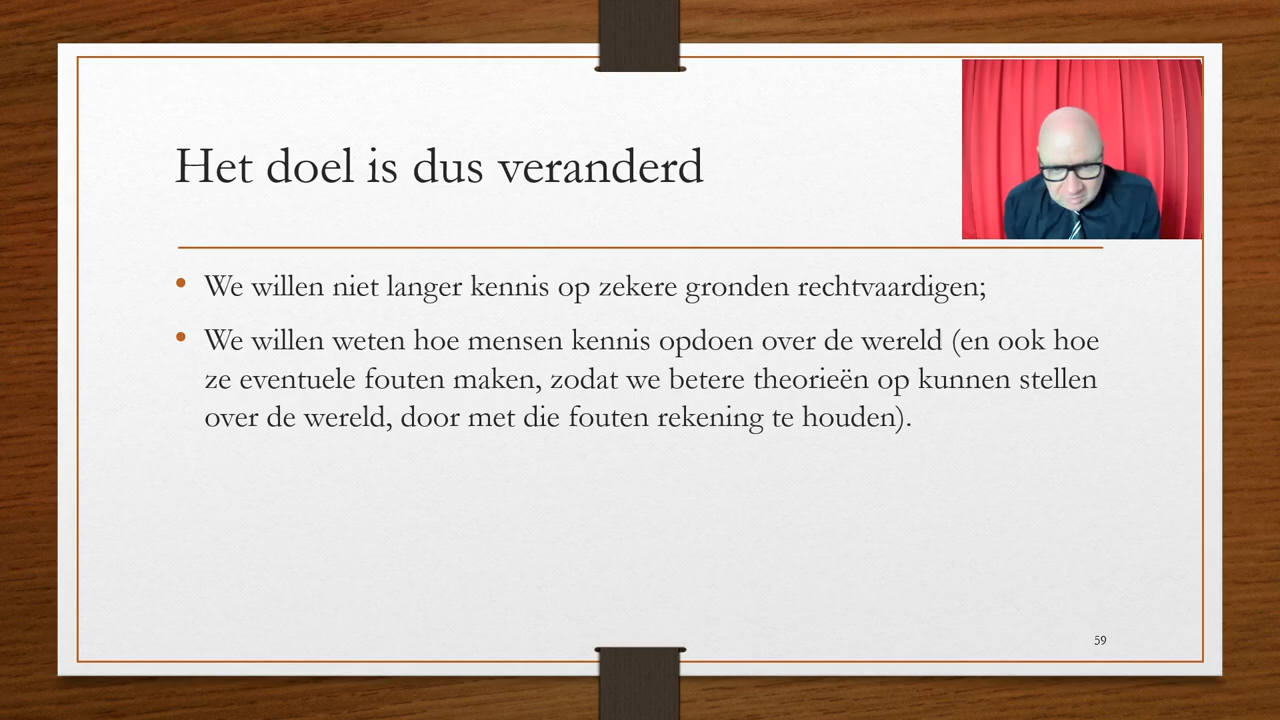 Het doel is dus veranderd
• We willen niet langer kennis op zekere gronden rechtvaardigen;
• We willen weten hoe mensen kennis opdoen over de wereld (en ook hoe
ze eventuele fouten maken, zodat we betere theorieën op kunnen stellen
over de wereld, door met die fouten rekening te houden).
59